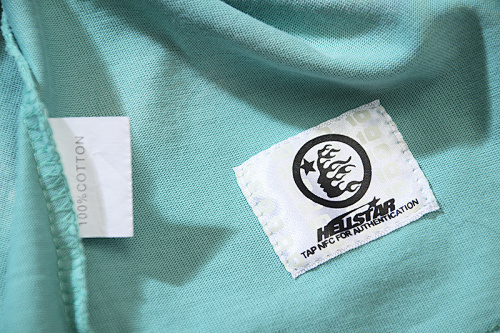 100% COTTON
HELLSTAR
TAP NFC FOR AUTHENTICATION